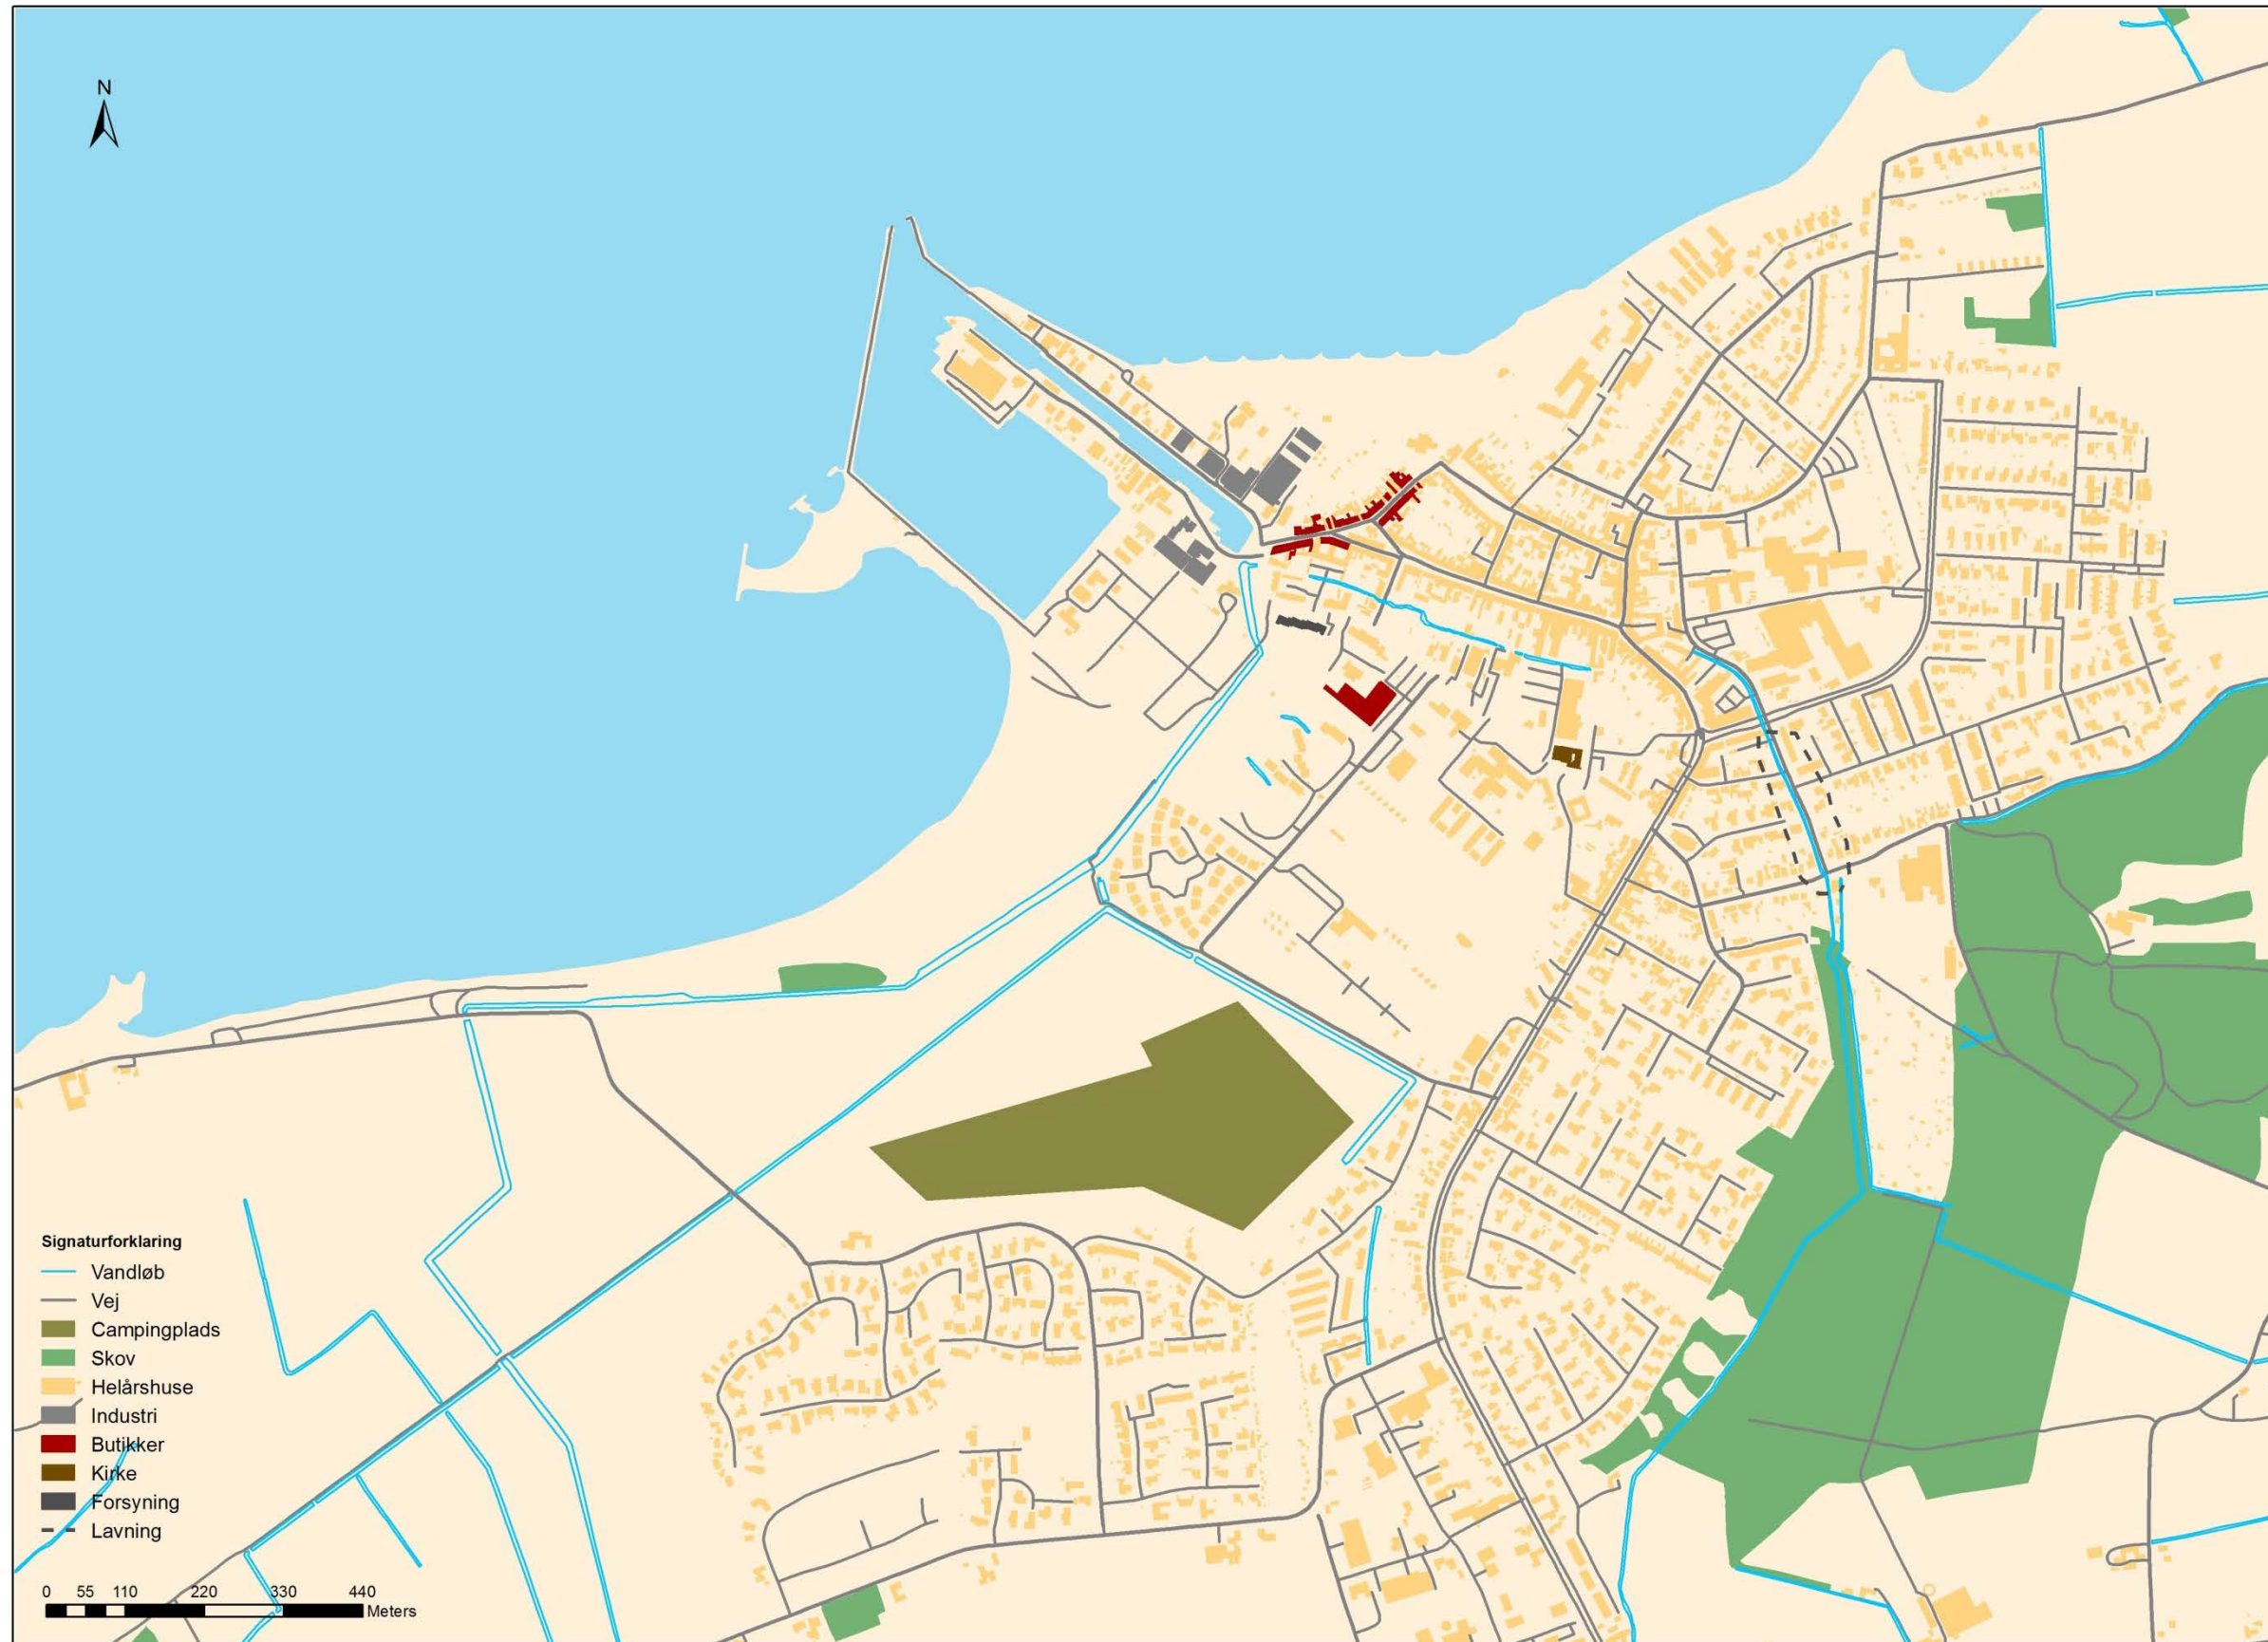 N
Signaturforklaring
Vandløb
Vej
Campingplads
Skov
Helårshuse
Industri
Butikker
Kirke
Forsyning
Lavning
0 55 110 220 330 440
Meters